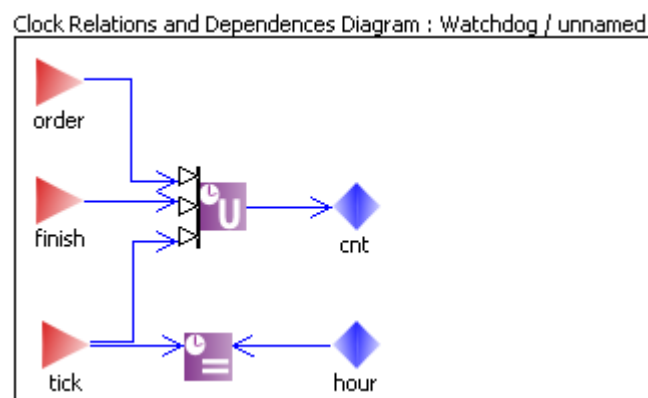 Clock Relations and Dependences Diagram : Watchdog / unnamed
order
U
finish
cnt
=
tick
hour